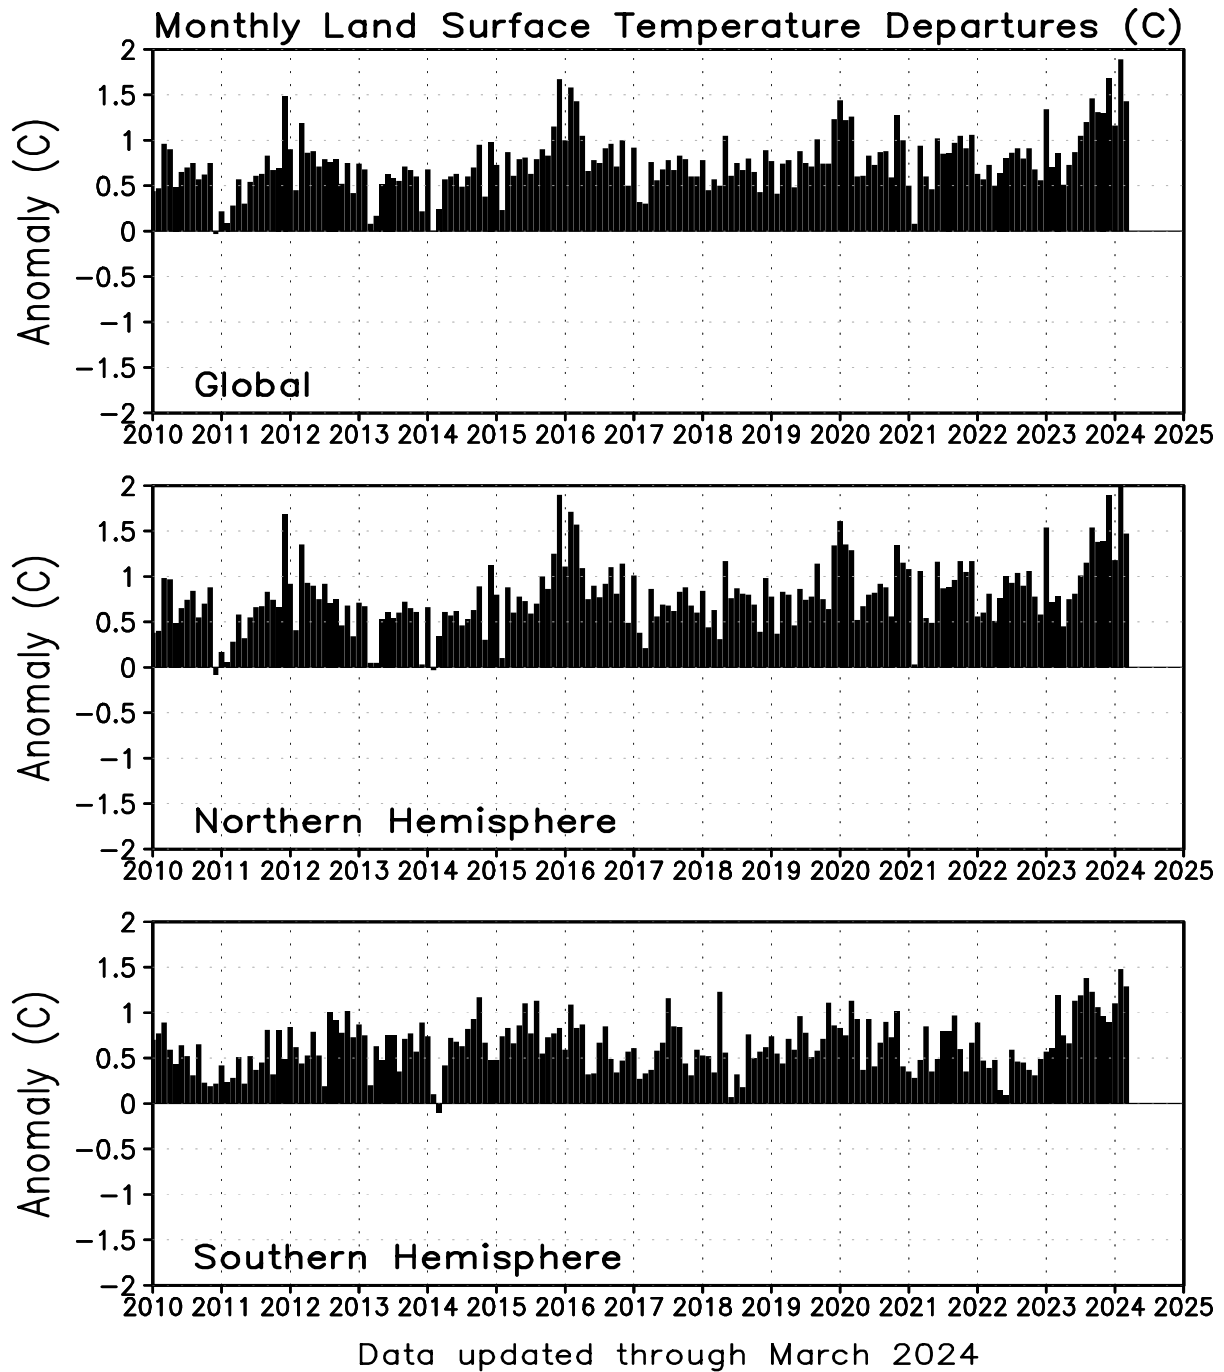 Monthly Land Surface Temperature Departures (C)
Anomaly (C)
2
1.5
1
0.5
0
−0.5
−1
−1.5
−2
Global
2010 2011 2012 2013 2014 2015 2016 2017 2018 2019 2020 2021 2022 2023 2024 2025
Anomaly (C)
2
1.5
1
0.5
0
−0.5
−1
−1.5
−2
Northern Hemisphere
2010 2011 2012 2013 2014 2015 2016 2017 2018 2019 2020 2021 2022 2023 2024 2025
Anomaly (C)
2
1.5
1
0.5
0
−0.5
−1
−1.5
−2
Southern Hemisphere
2010 2011 2012 2013 2014 2015 2016 2017 2018 2019 2020 2021 2022 2023 2024 2025
Data updated through March 2024